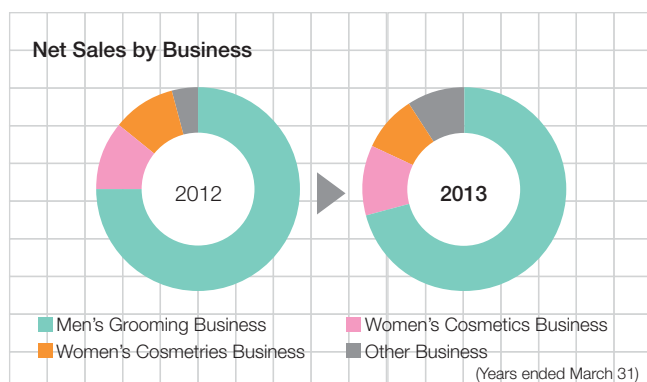 Net Sales by Business
2012
2013
Men's Grooming Business
Women's Cosmetics Business
Women's Cosmetries Business
Other Business
(Years ended March 31)